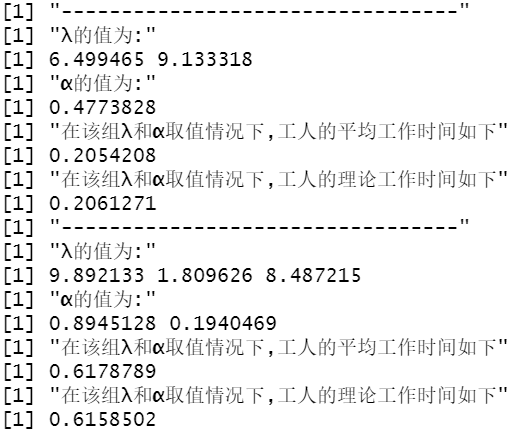 [1] "---------------------------------"
[1] "λ的值为:"
[1] 6.499465 9.133318
[1] "α的值为:"
[1] 0.4773828
[1] "在该组λ和α取值情况下,工人的平均工作时间如下"
[1] 0.2054208
[1] "在该组λ和α取值情况下,工人的理论工作时间如下"
[1] 0.2061271
[1] "---------------------------------"
[1] "λ的值为:"
[1] 9.892133 1.809626 8.487215
[1] "α的值为:"
[1] 0.8945128 0.1940469
[1] "在该组λ和α取值情况下,工人的平均工作时间如下"
[1] 0.6178789
[1] "在该组λ和α取值情况下,工人的理论工作时间如下"
[1] 0.6158502